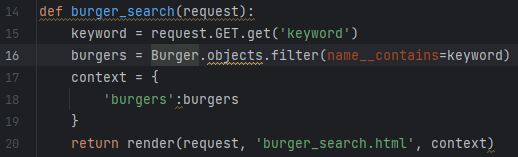 14 def burger_search(request):
15     keyword = request.GET.get('keyword')
16     burgers = Burger.objects.filter(name__contains=keyword)
17     context = {
18         'burgers':burgers
19     }
20     return render(request, 'burger_search.html', context)